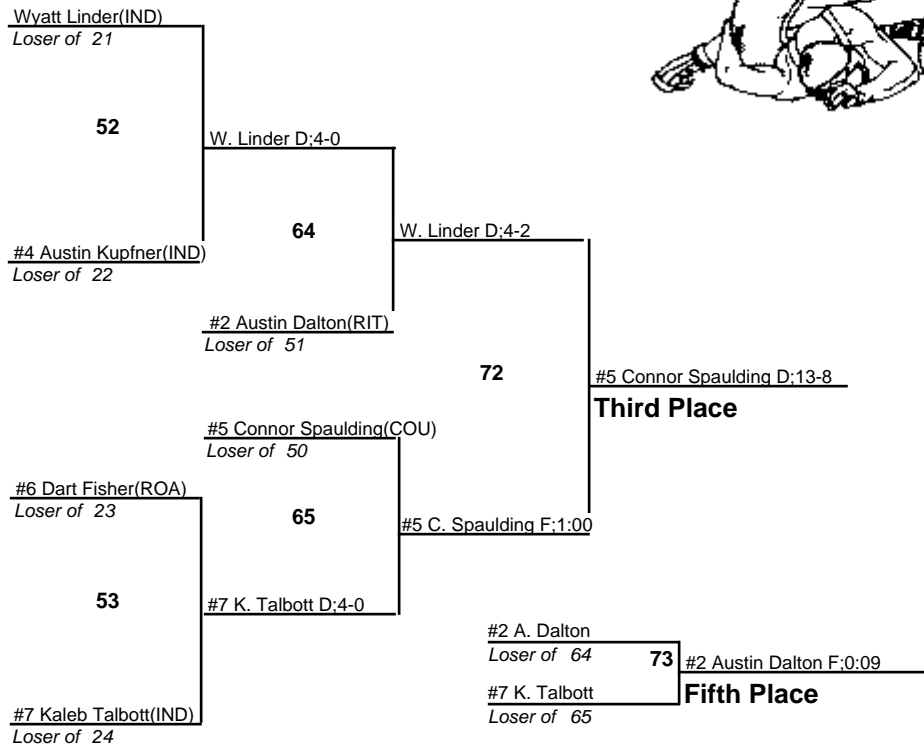 Wyatt Linder(IND)
Loser of 21
52
W. Linder D;4-0
#4 Austin Kupfner(IND)
Loser of 22
64
W. Linder D;4-2
#2 Austin Dalton(RIT)
Loser of 51
72
#5 Connor Spaulding D;13-8
Third Place
#5 Connor Spaulding(COU)
Loser of 50
#6 Dart Fisher(ROA)
Loser of 23
65
#5 C. Spaulding F;1:00
53
#7 K. Talbott D;4-0
#7 Kaleb Talbott(IND)
Loser of 24
#2 A. Dalton
Loser of 64
73
#2 Austin Dalton F;0:09
Fifth Place
#7 K. Talbott
Loser of 65